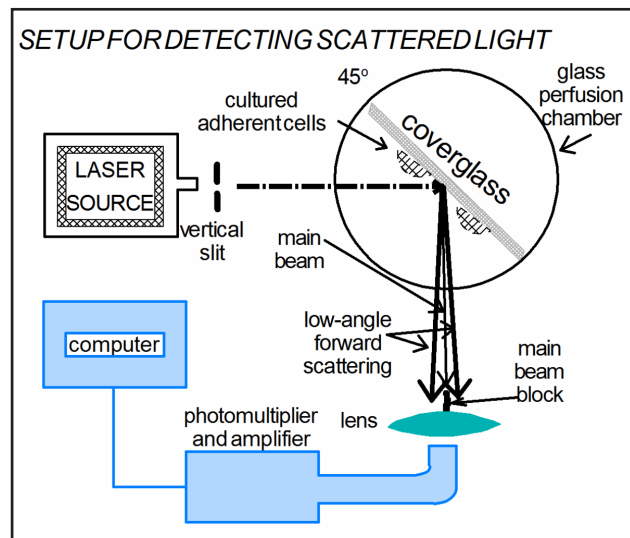 SETUP FOR DETECTING SCATTERED LIGHT
45°
glass
perfusion
chamber
cultured
adherent cells
coverglass
LASER
SOURCE
vertical
slit
main
beam
low-angle
forward
scattering
main
beam
block
computer
lens
photomultiplier
and amplifier